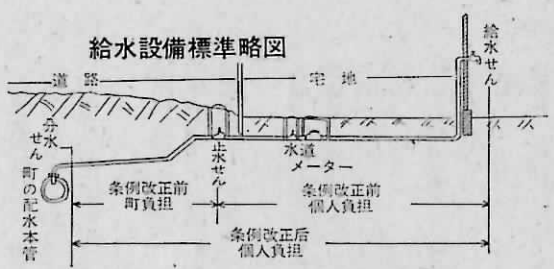 給水設備標準略図
道路
宅地
給水せん
分水せん
町の配水本管
止水せん
水道メーター
条例改正前
町負担
条例改正前
個人負担
条例改正后
個人負担